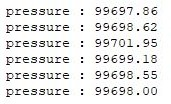 pressure : 99697.86
pressure : 99698.62
pressure : 99701.95
pressure : 99699.18
pressure : 99698.55
pressure : 99698.00